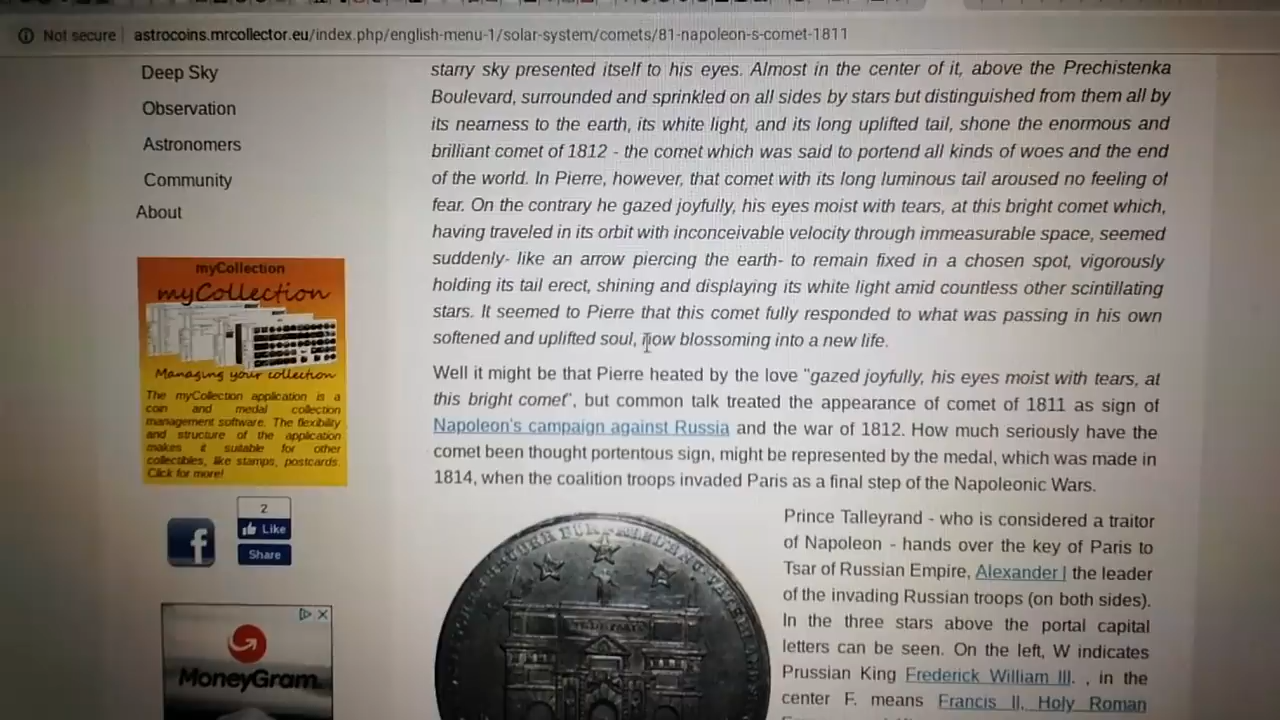 Not secure astrocoins.mrcollector.eu/index.php/english-menu-1/solar-system/comets/81-napoleon-s-comet-1811
Deep Sky
Observation
Astronomers
Community
About
myCollection
myCollection
Managing your collection
The myCollection application is a
coin and medal collection
management software. The flexibility
and structure of the application
makes it suitable for other
collectibles, like stamps, postcards.
Click for more!
2
Like
Share
MoneyGram
starry sky presented itself to his eyes. Almost in the center of it, above the Prechistenka
Boulevard, surrounded and sprinkled on all sides by stars but distinguished from them all by
its nearness to the earth, its white light, and its long uplifted tail, shone the enormous and
brilliant comet of 1812 - the comet which was said to portend all kinds of woes and the end
of the world. In Pierre, however, that comet with its long luminous tail aroused no feeling of
fear. On the contrary he gazed joyfully, his eyes moist with tears, at this bright comet which,
having traveled in its orbit with inconceivable velocity through immeasurable space, seemed
suddenly- like an arrow piercing the earth- to remain fixed in a chosen spot, vigorously
holding its tail erect, shining and displaying its white light amid countless other scintillating
stars. It seemed to Pierre that this comet fully responded to what was passing in his own
softened and uplifted soul, now blossoming into a new life.
Well it might be that Pierre heated by the love "gazed joyfully, his eyes moist with tears, at
this bright comet", but common talk treated the appearance of comet of 1811 as sign of
Napoleon's campaign against Russia and the war of 1812. How much seriously have the
comet been thought portentous sign, might be represented by the medal, which was made in
1814, when the coalition troops invaded Paris as a final step of the Napoleonic Wars.
Prince Talleyrand - who is considered a traitor
of Napoleon - hands over the key of Paris to
Tsar of Russian Empire, Alexander I the leader
of the invading Russian troops (on both sides).
In the three stars above the portal capital
letters can be seen. On the left, W indicates
Prussian King Frederick William III. , in the
center F. means Francis II, Holy Roman